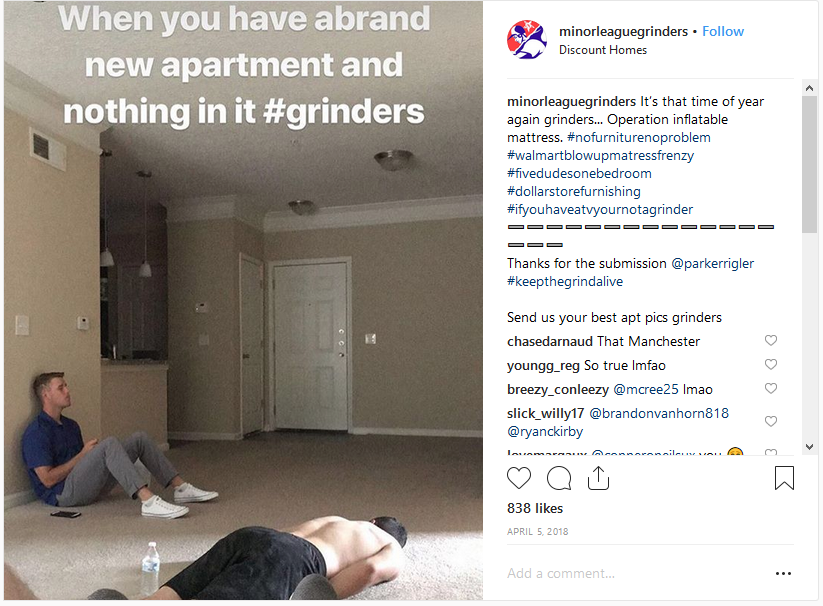 When you have abrand
new apartment and
nothing in it #grinders
minorleaguegrinders • Follow
Discount Homes
minorleaguegrinders It's that time of year
again grinders... Operation inflatable
mattress. #nofurniturenoproblem
#walmartblowupmatressfrenzy
#fivedudesonebedroom
#dollarstorefurnishing
#ifyouhaveatvyournotagrinder
Thanks for the submission @parkerrigler
#keepthegrindalive
Send us your best apt pics grinders
chasedarnaud That Manchester
youngg_reg So true lmfao
breezy_conleezy @mcree25 lmao
slick_willy17 @brandonvanhorn818
@ryanckirby
you
838 likes
APRIL 5, 2018
Add a comment...